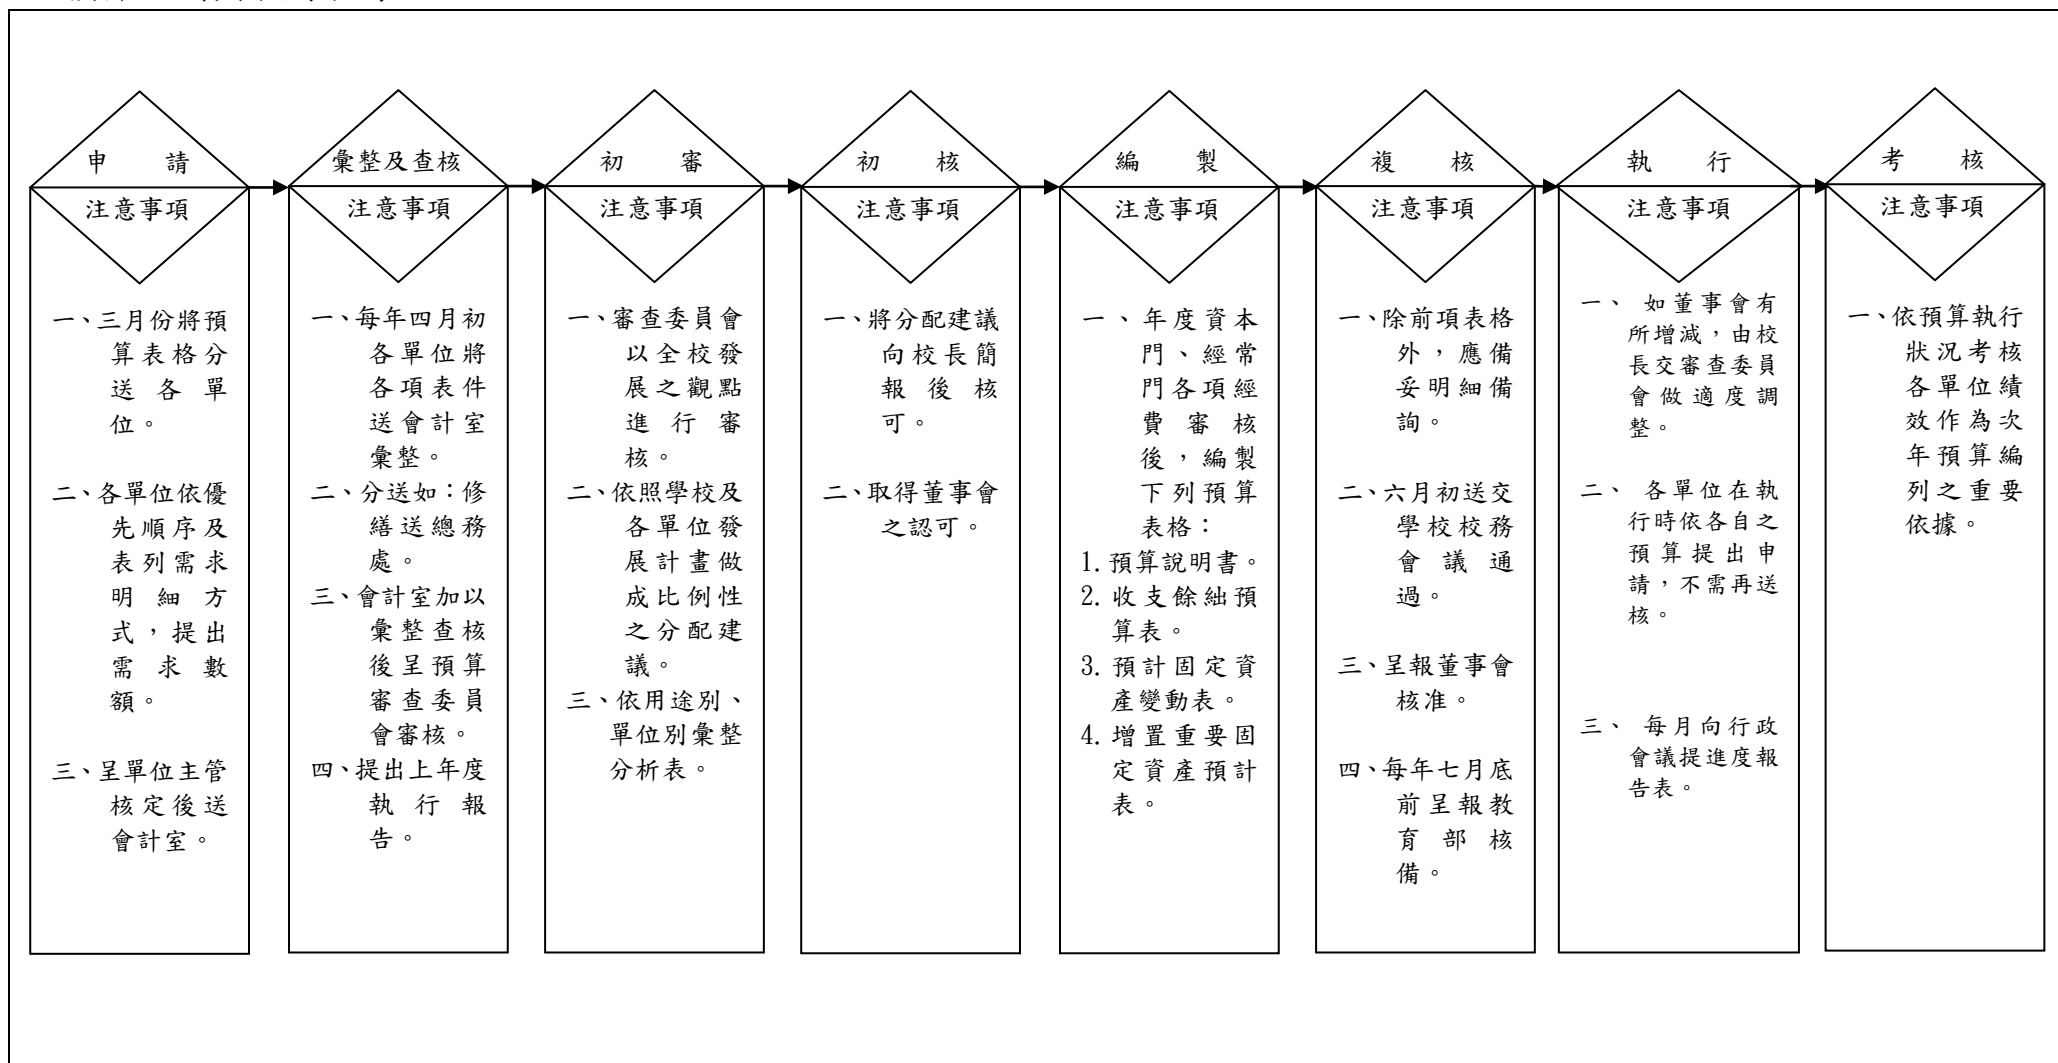 申請
注意事項
一、三月份將預
算表格分
送各單
位。
二、各單位依優
先順序及
表列需求
明細方
式,提出
需求數
額。
三、呈單位主管
核定後送
會計室。
彙整及查核
注意事項
一、每年四月初
各單位將
各項表件
送會計室
彙整。
二、分送如:修
繕送總務
處。
三、會計室加以
彙整查核
後呈預算
審查委員
會審核。
四、提出上年度
執行報
告。
初審
注意事項
一、審查委員會
以全校發
展之觀點
進行審
核。
二、依照學校及
各單位發
展計畫做
成比例性
之分配建
議。
三、依用途別、
單位別彙整
分析表。
初核
注意事項
一、將分配建議
向校長簡
報後核
可。
二、取得董事會
之認可。
編製
注意事項
一、年度資本
門、經常
門各項經
費審核
後,編製
下列預算
表格:
1.預算說明書。
2.收支餘絀預
算表。
3.預計固定資
產變動表。
4.增置重要固
定資產預計
表。
複核
注意事項
一、除前項表格
外,應備
妥明細備
詢。
二、六月初送交
學校校務
會議通
過。
三、呈報董事會
核准。
四、每年七月底
前呈報教
育部核
備。
執行
注意事項
一、如董事會有
所增減,由校
長交審查委員
會做適度調
整。
二、各單位在執
行時依各自之
預算提出申
請,不需再送
核。
三、每月向行政
會議提進度報
告表。
考核
注意事項
一、依預算執行
狀況考核
各單位績
效作為次
年預算編
列之重要
依據。